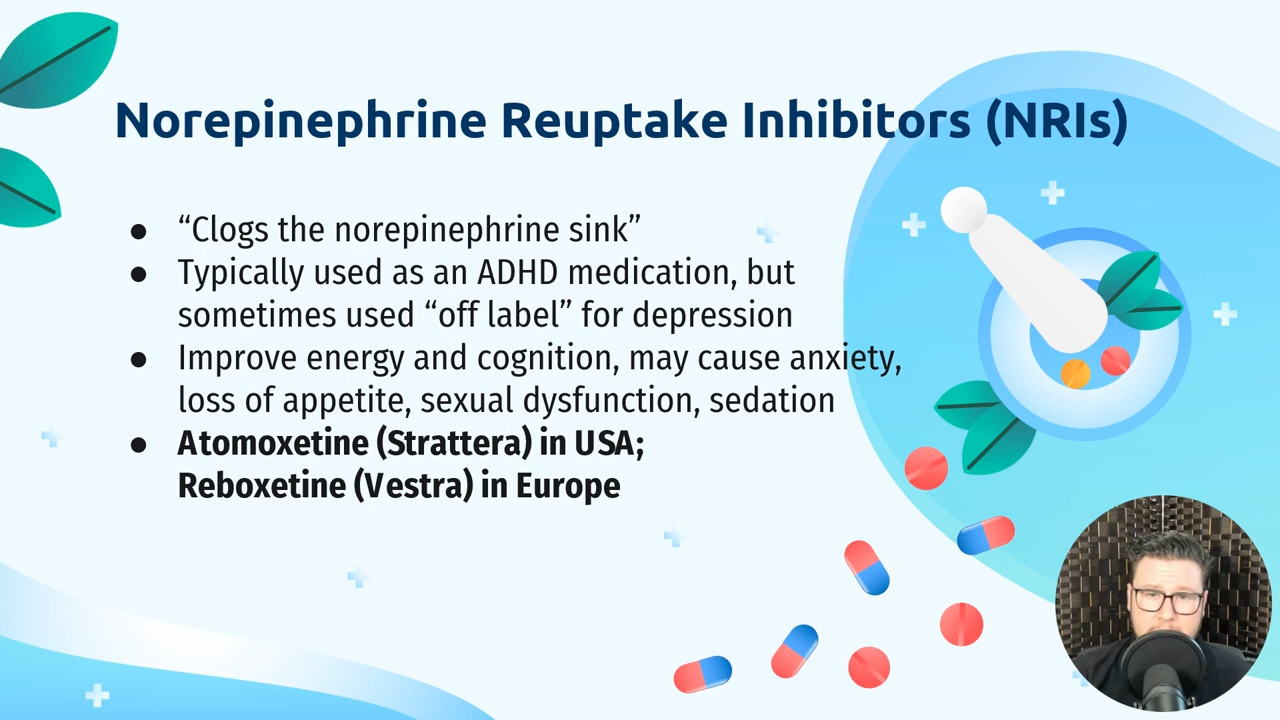 Norepinephrine Reuptake Inhibitors (NRIs)
● “Clogs the norepinephrine sink”
● Typically used as an ADHD medication, but
sometimes used “off label” for depression
● Improve energy and cognition, may cause anxiety,
loss of appetite, sexual dysfunction, sedation
● Atomoxetine (Strattera) in USA;
Reboxetine (Vestra) in Europe